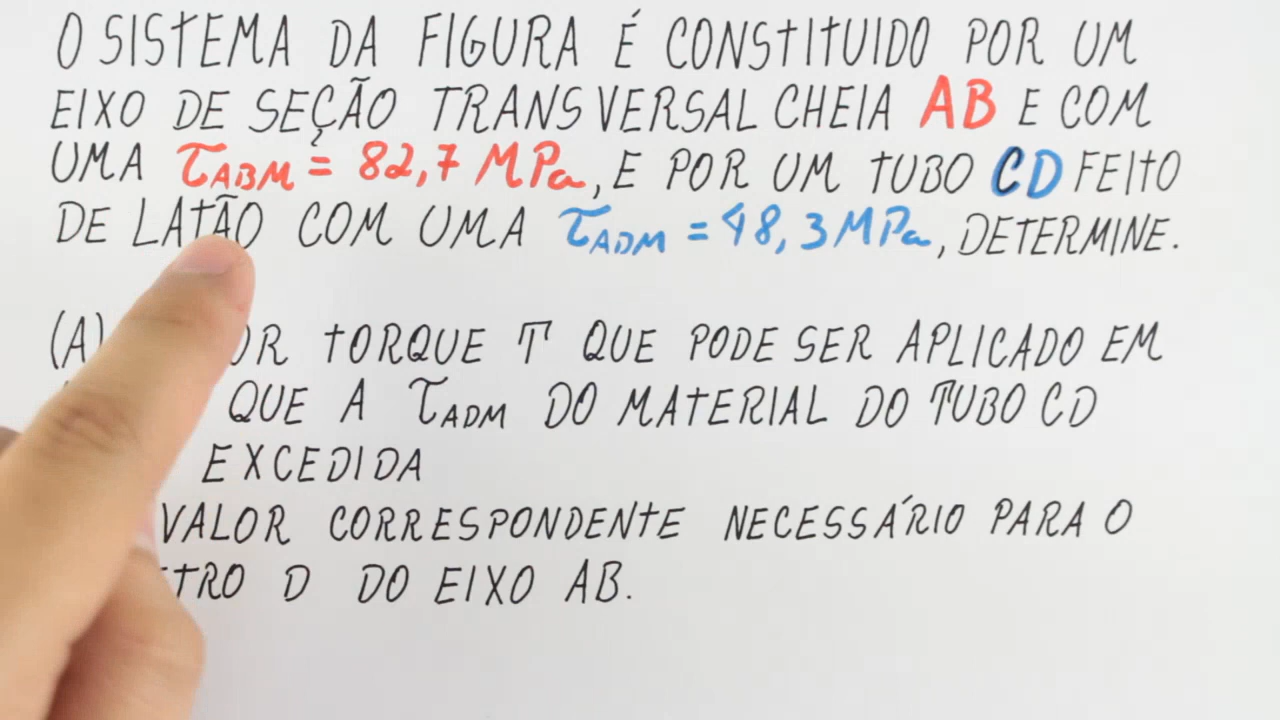 O SISTEMA DA FIGURA É CONSTITUIDO POR UM
EIXO DE SEÇÃO TRANSVERSAL CHEIA AB E COM
UMA τABM = 82,7 MPa, E POR UM TUBO CD FEITO
DE LATÃO COM UMA τADM = 48,3 MPa, DETERMINE.
(A) TORQUE T QUE PODE SER APLICADO EM
QUE A τADM DO MATERIAL DO TUBO CD
EXCEDIDA
VALOR CORRESPONDENTE NECESSÁRIO PARA O
D DO EIXO AB.